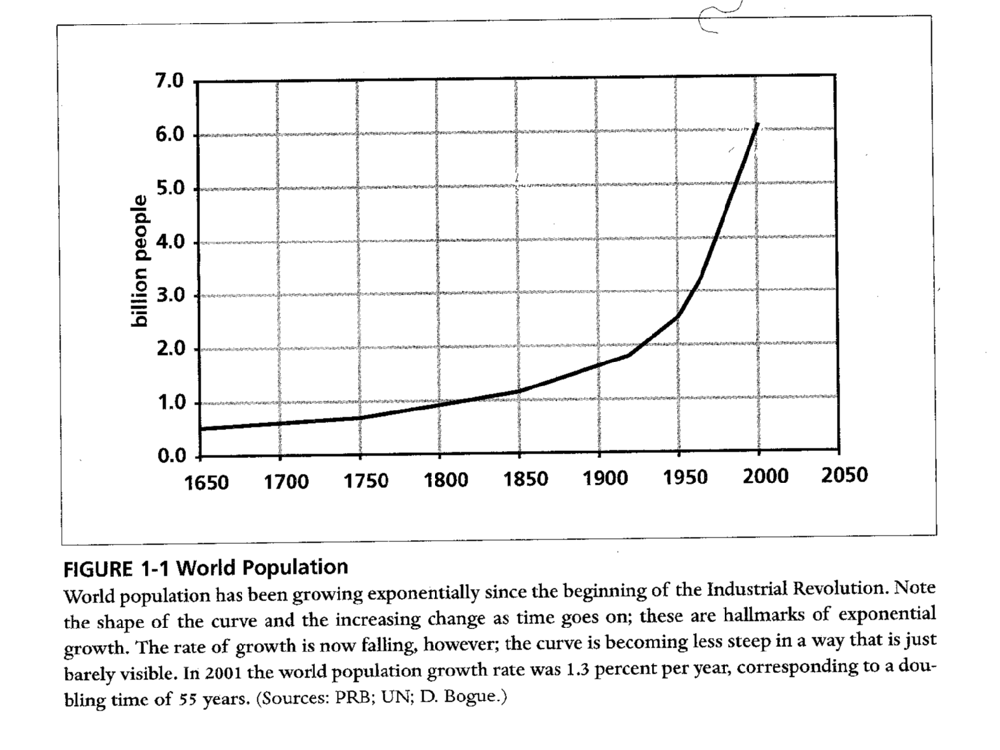 7.0
6.0
5.0
4.0
3.0
2.0
1.0
0.0
billion people
1650 1700 1750 1800 1850 1900 1950 2000 2050
FIGURE 1-1 World Population
World population has been growing exponentially since the beginning of the Industrial Revolution. Note
the shape of the curve and the increasing change as time goes on; these are hallmarks of exponential
growth. The rate of growth is now falling, however; the curve is becoming less steep in a way that is just
barely visible. In 2001 the world population growth rate was 1.3 percent per year, corresponding to a dou-
bling time of 55 years. (Sources: PRB; UN; D. Bogue.)